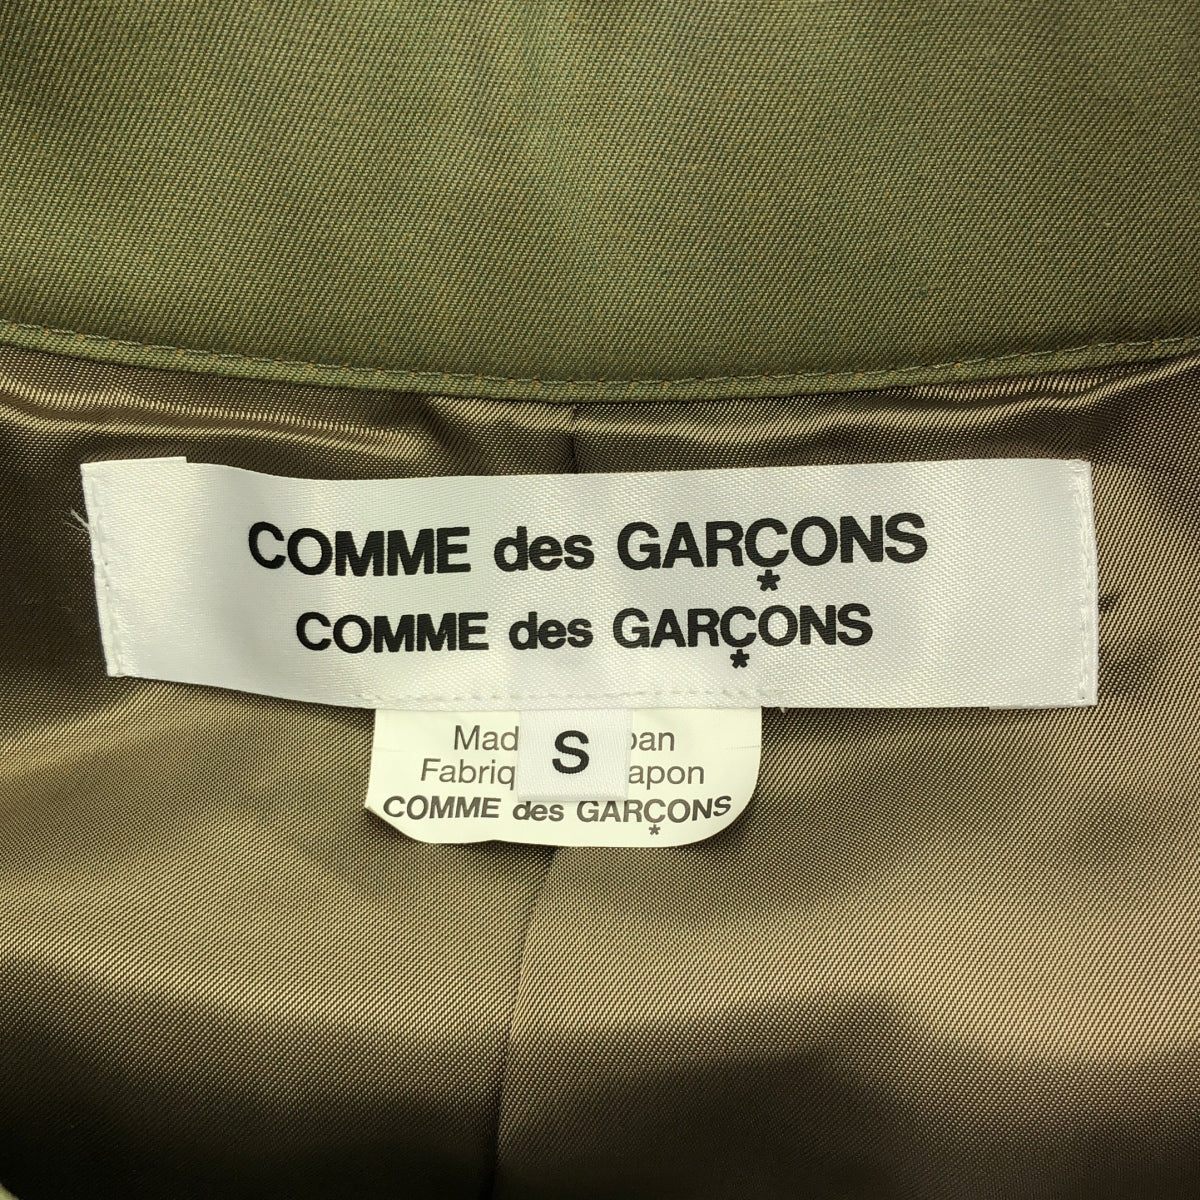 COMME des GARÇONS
*
COMME des GARÇONS
*
S
Mad pan
Fabriq apon
COMME des GARÇONS
*